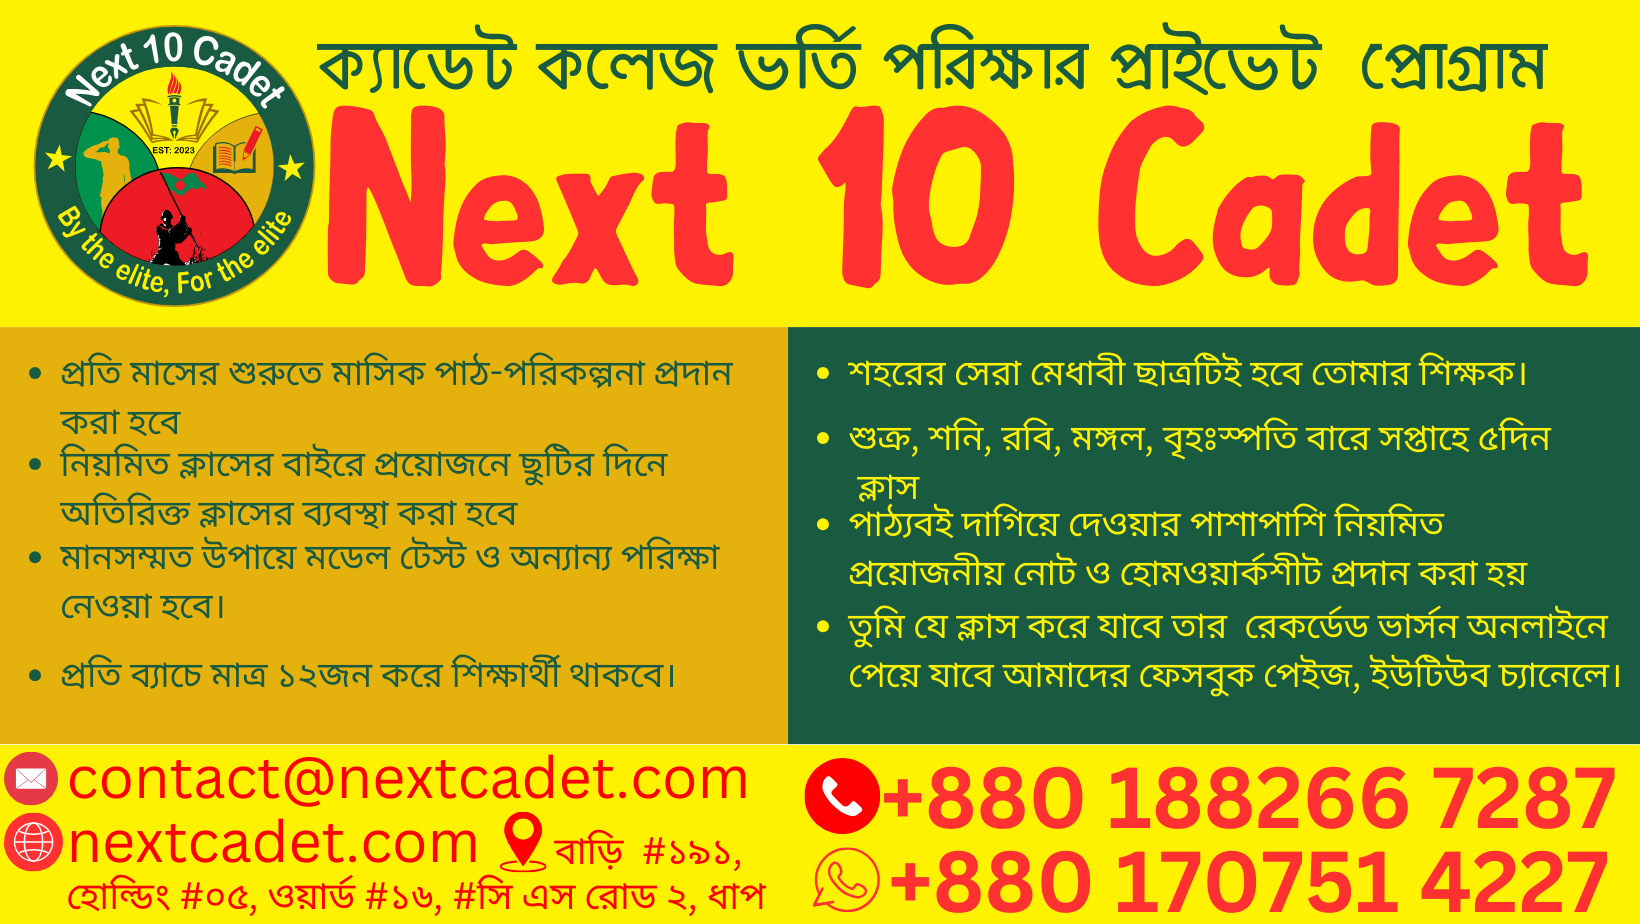 Next 10 Cadet
EST: 2023
By the elite, For the elite
ক্যাডেট কলেজ ভর্তি পরিক্ষার প্রাইভেট প্রোগ্রাম
Next 10 Cadet
প্রতি মাসের শুরুতে মাসিক পাঠ-পরিকল্পনা প্রদান
করা হবে
নিয়মিত ক্লাসের বাইরে প্রয়োজনে ছুটির দিনে
অতিরিক্ত ক্লাসের ব্যবস্থা করা হবে
মানসম্মত উপায়ে মডেল টেস্ট ও অন্যান্য পরিক্ষা
নেওয়া হবে।
প্রতি ব্যাচে মাত্র ১২জন করে শিক্ষার্থী থাকবে।
শহরের সেরা মেধাবী ছাত্রটিই হবে তোমার শিক্ষক।
শুক্র, শনি, রবি, মঙ্গল, বৃহঃস্পতি বারে সপ্তাহে ৫দিন
ক্লাস
পাঠ্যবই দাগিয়ে দেওয়ার পাশাপাশি নিয়মিত
প্রয়োজনীয় নোট ও হোমওয়ার্কশীট প্রদান করা হয়
তুমি যে ক্লাস করে যাবে তার রেকর্ডেড ভার্সন অনলাইনে
পেয়ে যাবে আমাদের ফেসবুক পেইজ, ইউটিউব চ্যানেলে।
contact@nextcadet.com
nextcadet.com
বাড়ি #১৯১,
হোল্ডিং #০৫, ওয়ার্ড #১৬, #সি এস রোড ২, ধাপ
+880 188266 7287
+880 170751 4227